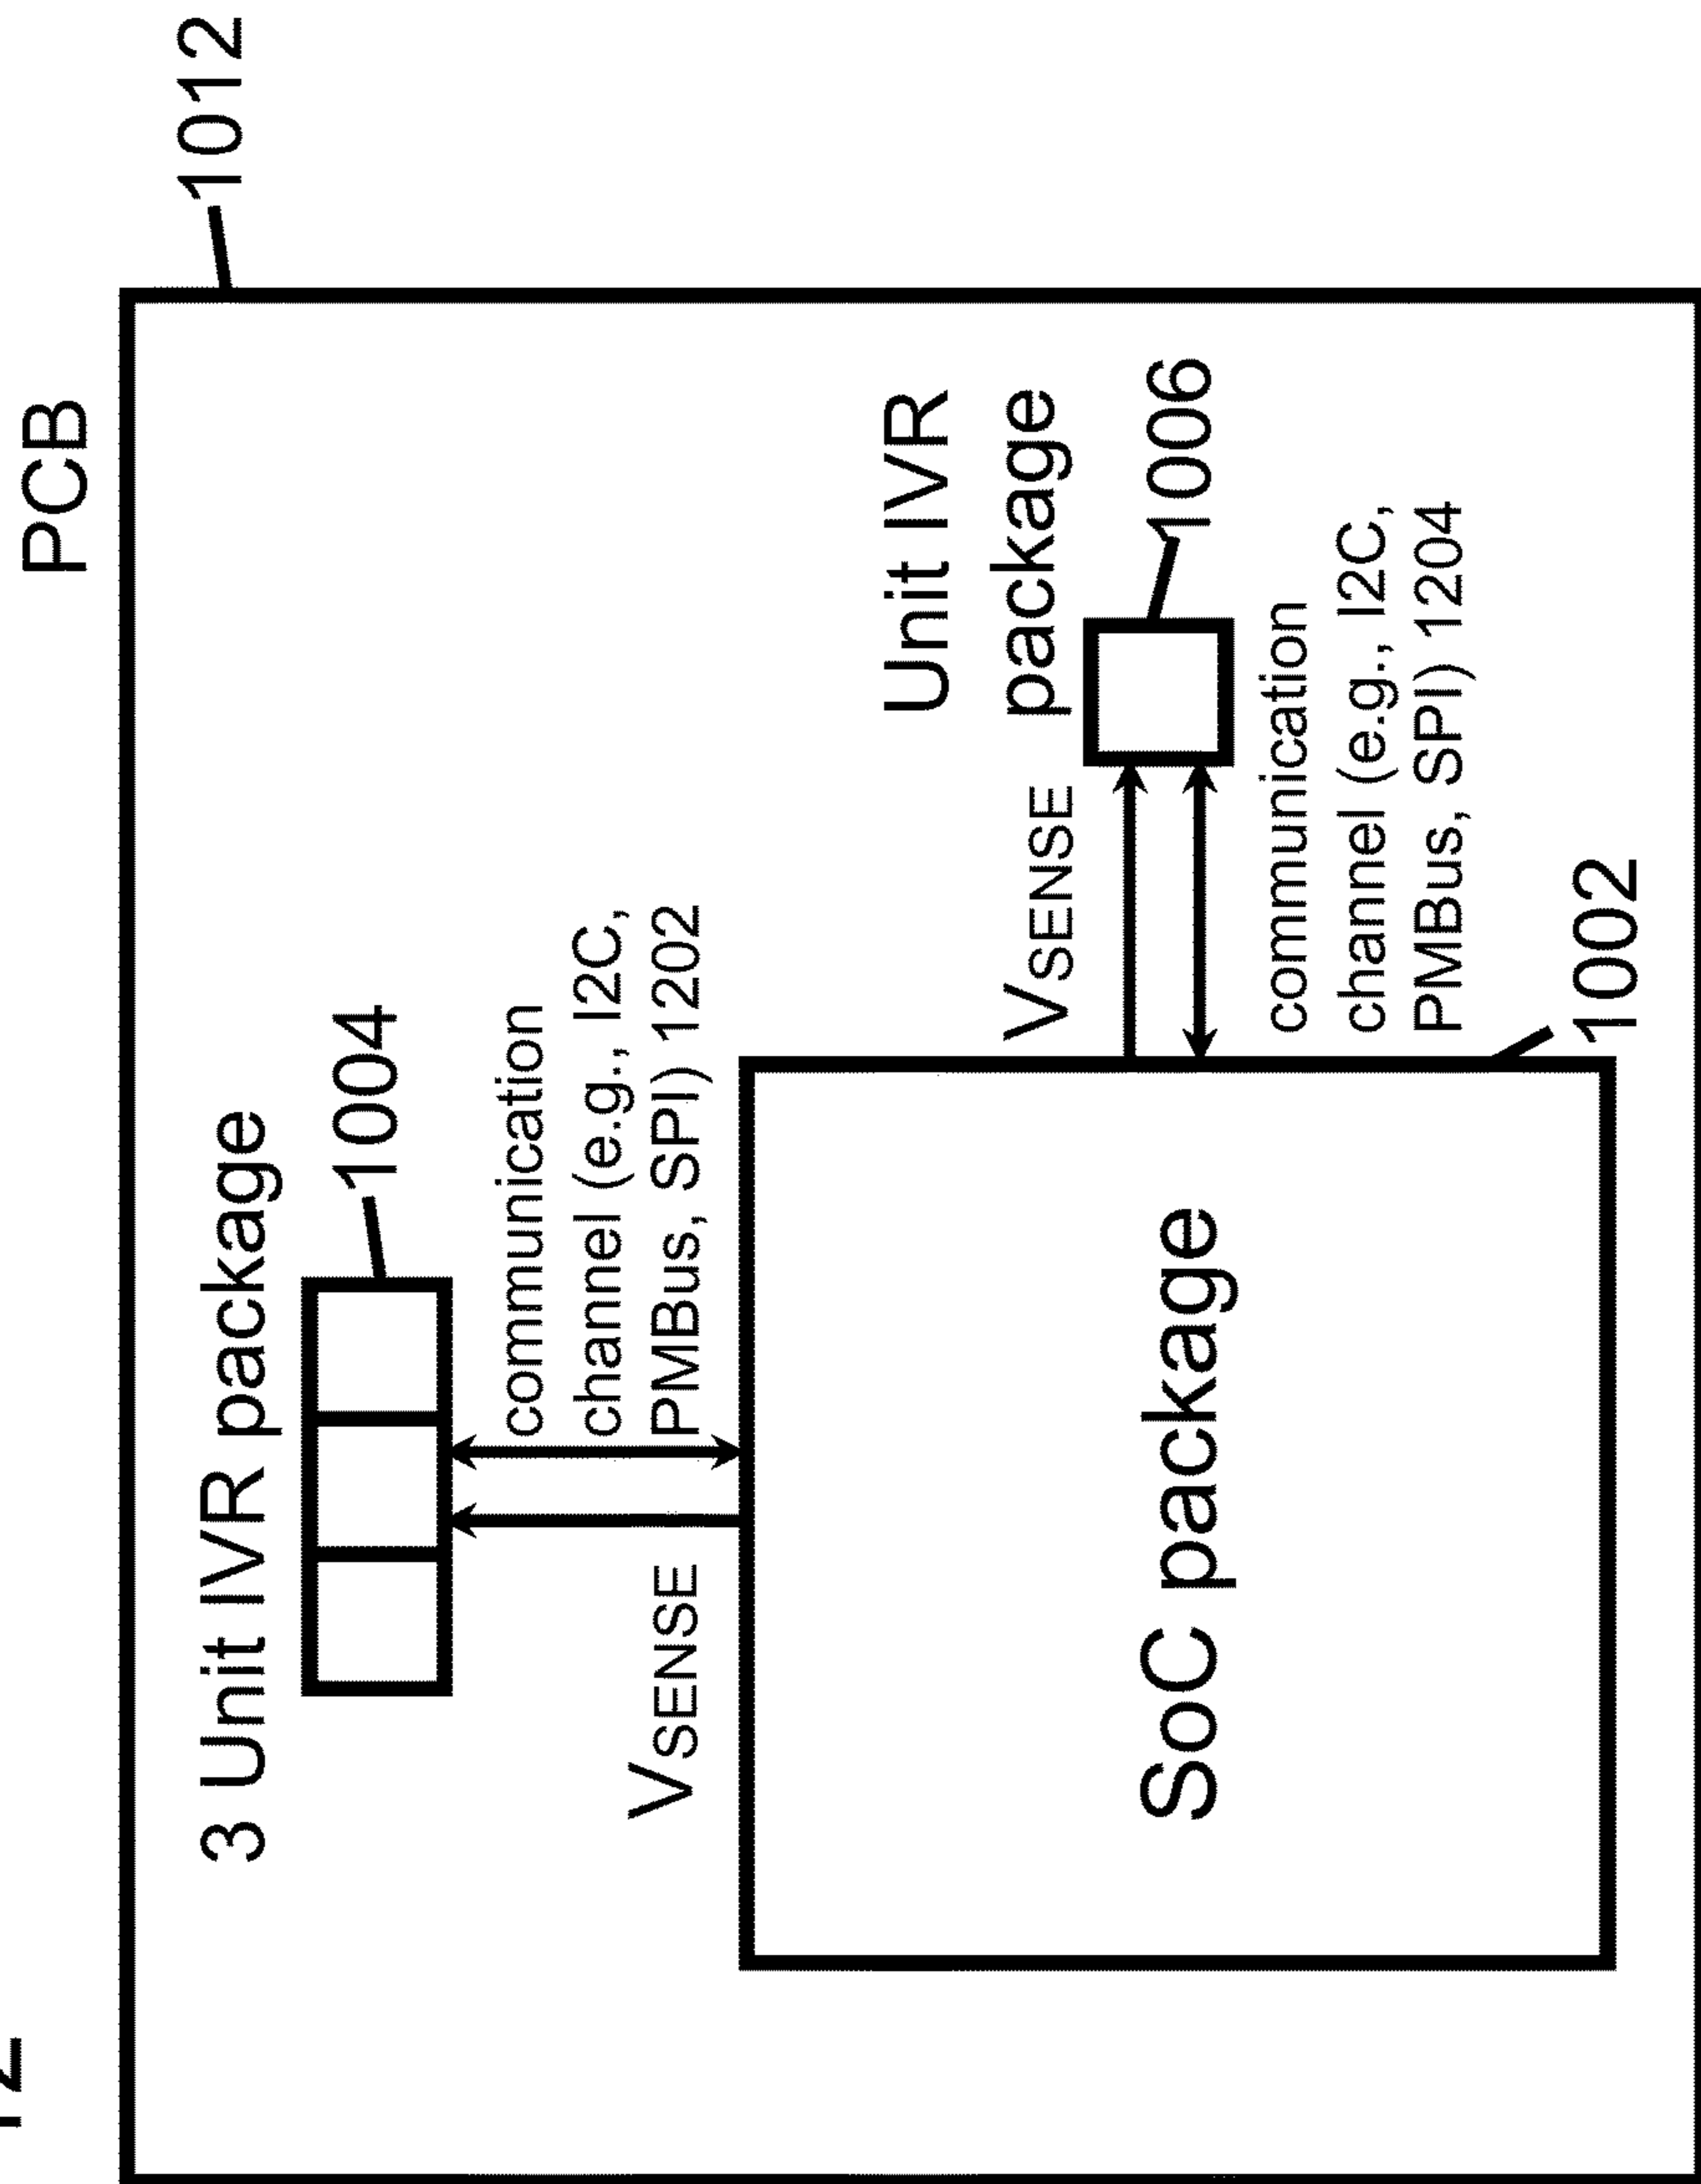 PCB
1012
3 Unit IVR package
1004
communication
channel (e.g., I2C,
PMBus, SPI) 1202
VSENSE
Unit IVR
package
1006
VSENSE
communication
channel (e.g., I2C,
PMBus, SPI) 1204
SoC package
1002